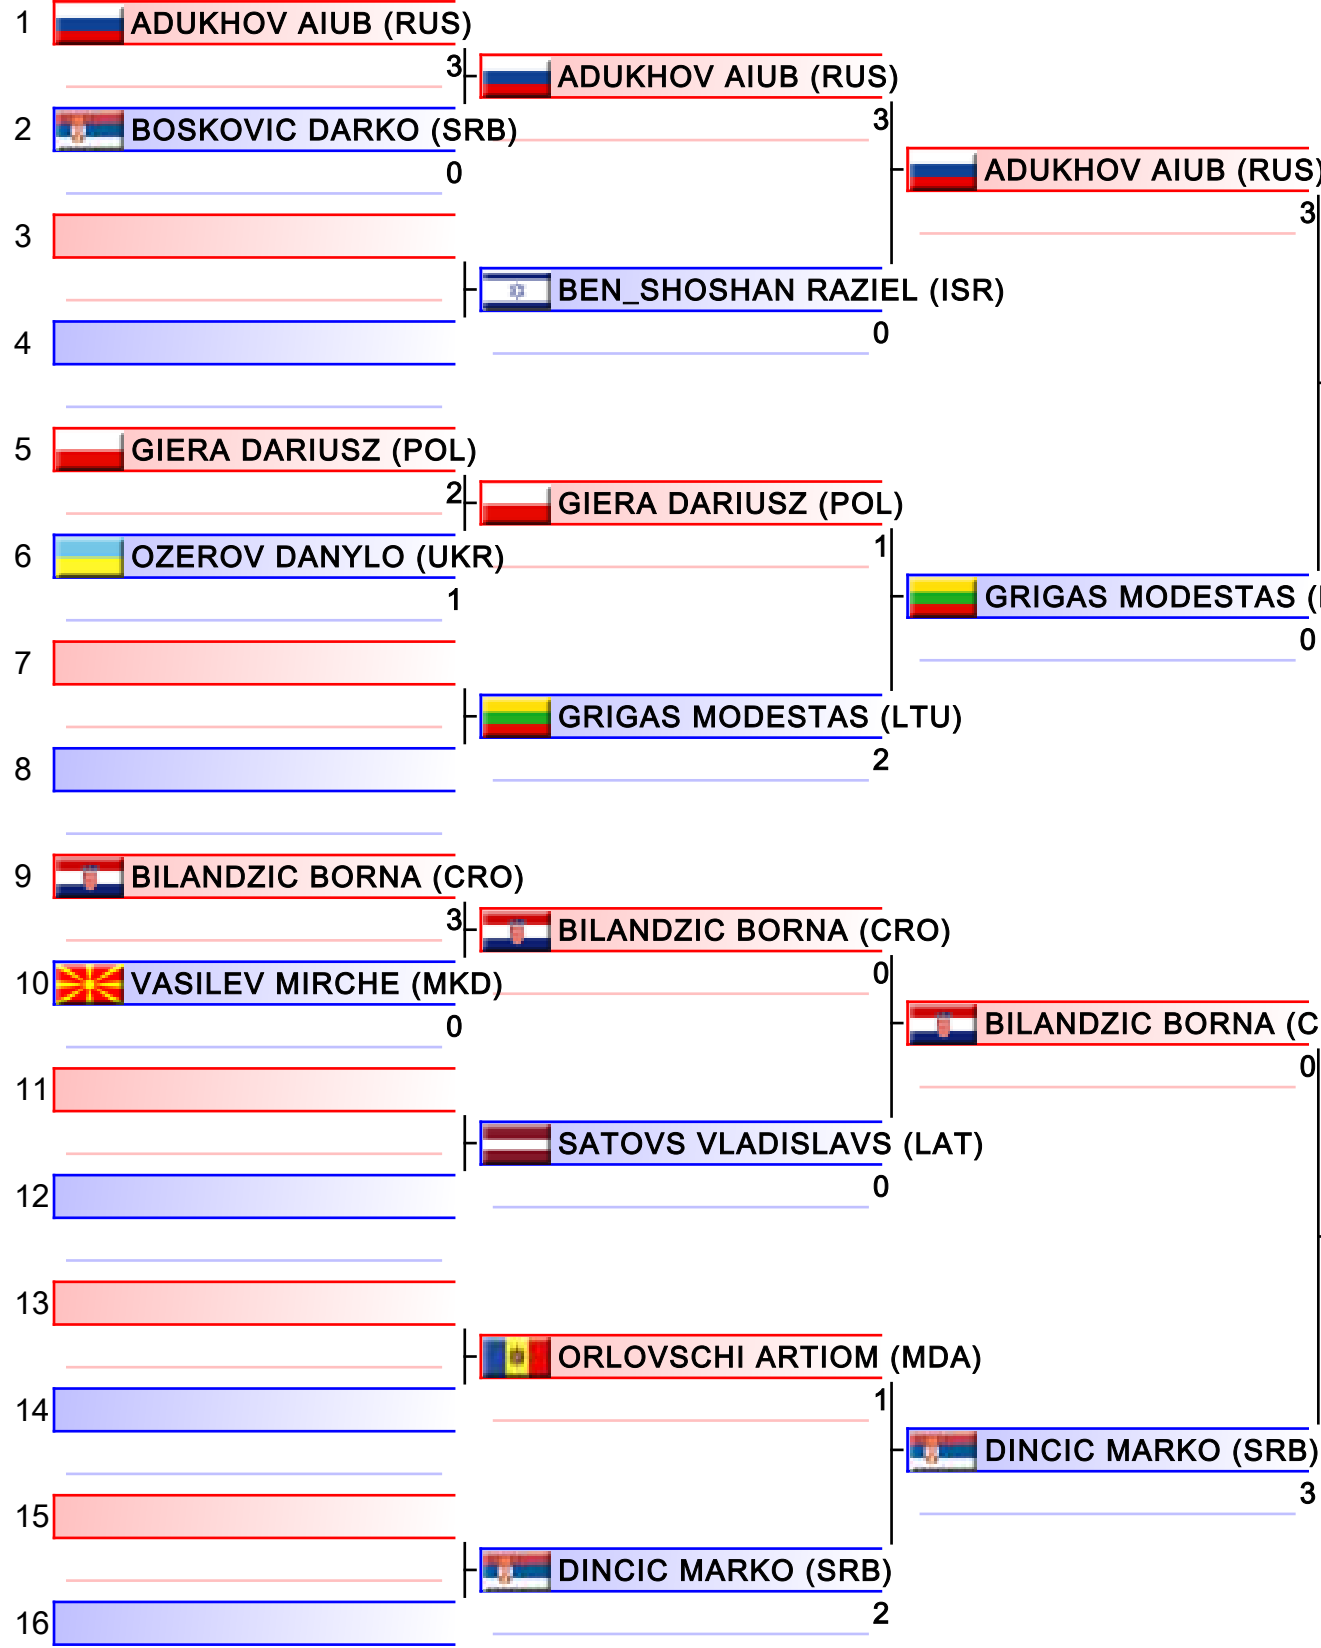 1 ADUKHOV AIUB (RUS)
3 ADUKHOV AIUB (RUS)
2 BOSKOVIC DARKO (SRB)
3
0
ADUKHOV AIUB (RUS)
3
3
BEN_SHOSHAN RAZIEL (ISR)
0
4
5 GIERA DARIUSZ (POL)
2 GIERA DARIUSZ (POL)
6 OZEROV DANYLO (UKR)
1
1
GRIGAS MODESTAS (
0
7
GRIGAS MODESTAS (LTU)
2
8
9 BILANDZIC BORNA (CRO)
3 BILANDZIC BORNA (CRO)
10 VASILEV MIRCHE (MKD)
0
0
BILANDZIC BORNA (C
0
11
SATOVS VLADISLAVS (LAT)
0
12
13
ORLOVSCHI ARTIOM (MDA)
1
14
DINCIC MARKO (SRB)
3
15
DINCIC MARKO (SRB)
2
16